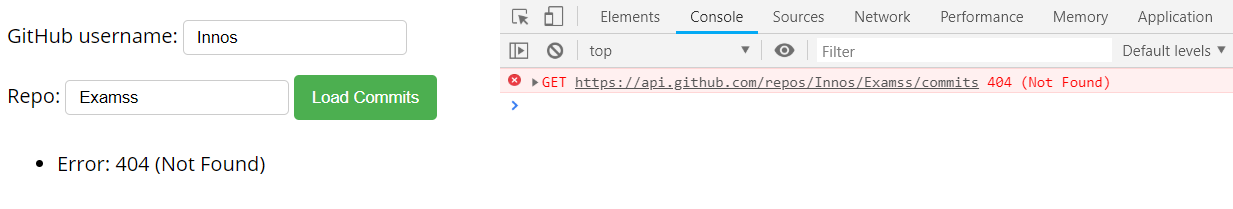 GitHub username: Innos
Repo: Examss Load Commits
• Error: 404 (Not Found)
Elements Console Sources Network Performance Memory Application
top Filter Default levels
GET https://api.github.com/repos/Innos/Examss/commits 404 (Not Found)